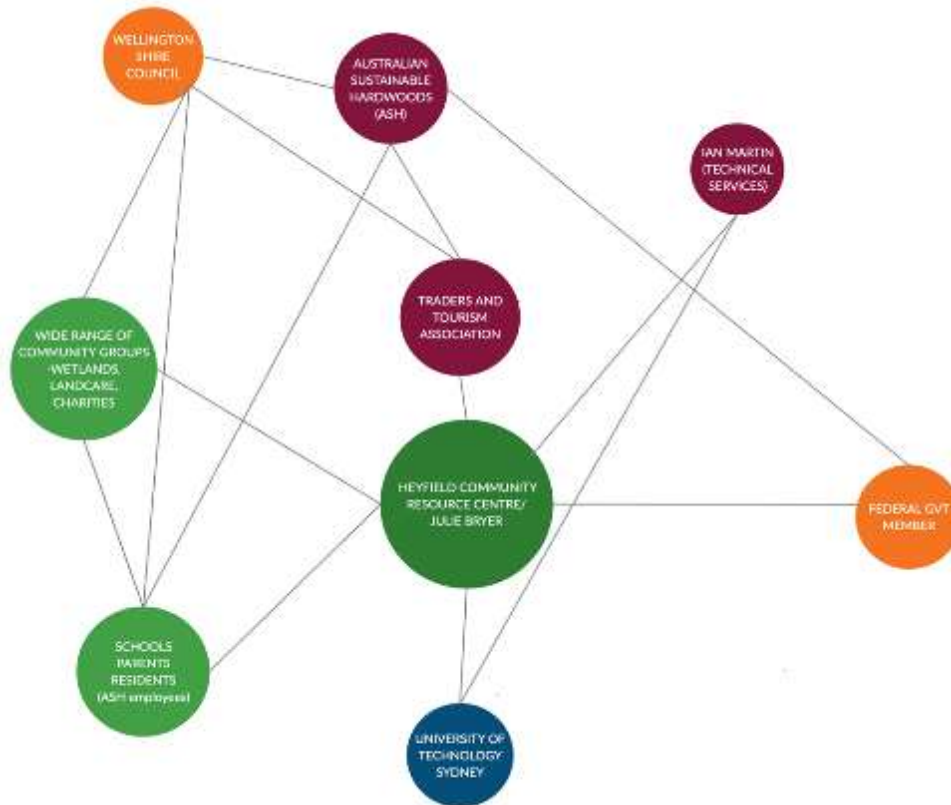 WELLINGTON
SHIRE
COUNCIL
AUSTRALIAN
SUSTAINABLE
HARDWOODS
(ASH)
IAN MARTIN
(TECHNICAL
SERVICES)
TRADERS AND
TOURISM
ASSOCIATION
WIDE RANGE OF
COMMUNITY GROUPS
-WETLANDS,
LANDCARE,
CHARITIES
HEYFIELD COMMUNITY
RESOURCE CENTRE/
JULIE BRYER
FEDERAL GVT
MEMBER
SCHOOLS
PARENTS
RESIDENTS
(ASH employees)
UNIVERSITY OF
TECHNOLOGY
SYDNEY